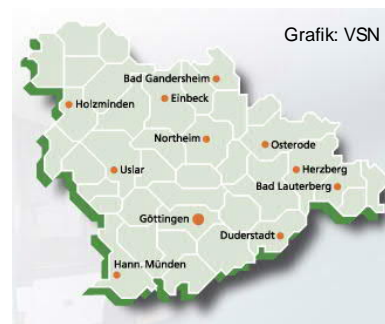 Grafik: VSN
Bad Gandersheim
Einbeck
Holzminden
Northeim
Osterode
Uslar
Herzberg
Bad Lauterberg
Göttingen
Duderstadt
Hann. Münden